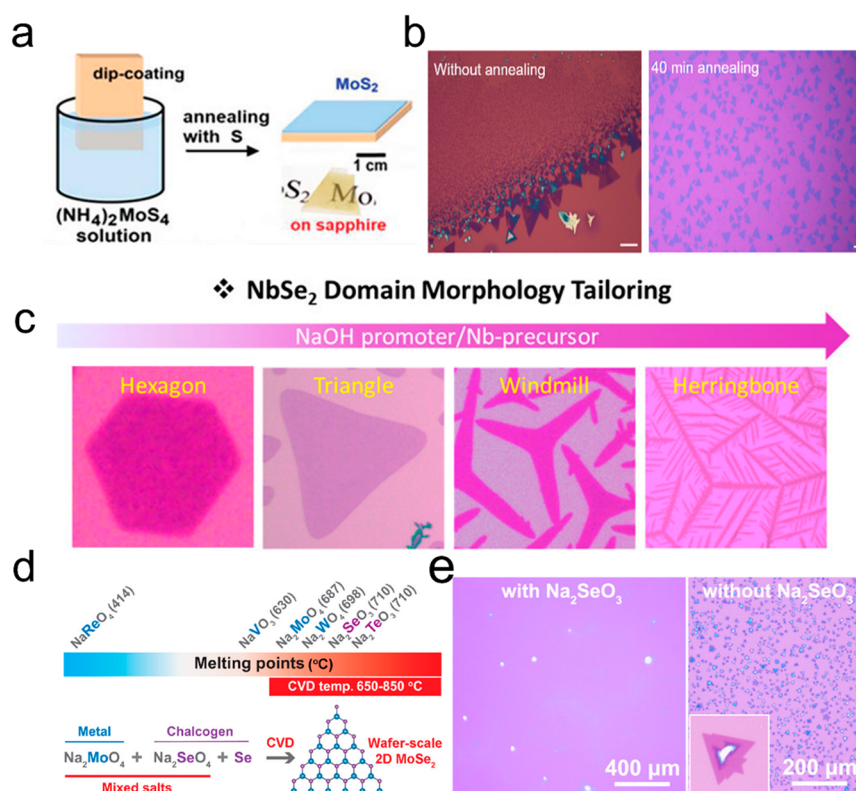 a
dip-coating
(NH₄)₂MoS₄
solution
annealing
with S
MoS₂
1 cm
oS₂ Mo
on sapphire
b
Without annealing
40 min annealing
❖ NbSe₂ Domain Morphology Tailoring
c
NaOH promoter/Nb-precursor
Hexagon
Triangle
Windmill
Herringbone
d
NaReO₄(414)
NaVO₃(630)
Na₂MoO₄(687)
Na₂WO₄(698)
Na₂SeO₃(710)
Na₂TeO₃(710)
Melting points (°C)
CVD temp. 650-850 °C
Metal
Chalcogen
Na₂MoO₄ + Na₂SeO₄ + Se
CVD
Mixed salts
Wafer-scale
2D MoSe₂
e
with Na₂SeO₃
400 μm
without Na₂SeO₃
200 μm